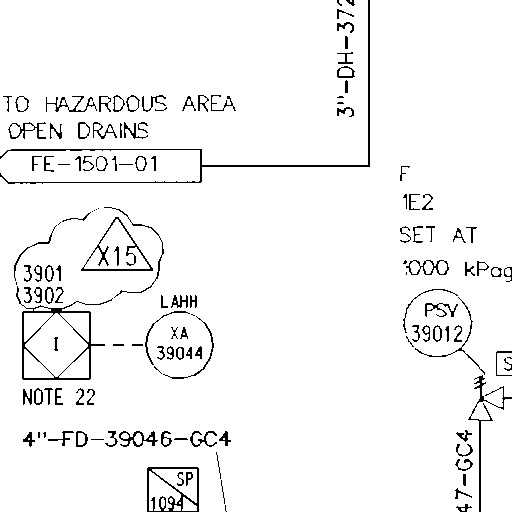 3"-DH-372
TO HAZARDOUS AREA
OPEN DRAINS
FE-1501-01
F
1E2
SET AT
1000 kPag
X15
3901
3902
LAHH
PSV
39012
I
XA
39044
S
NOTE 22
4"-FD-39046-GC4
47-GC4
SP
1094